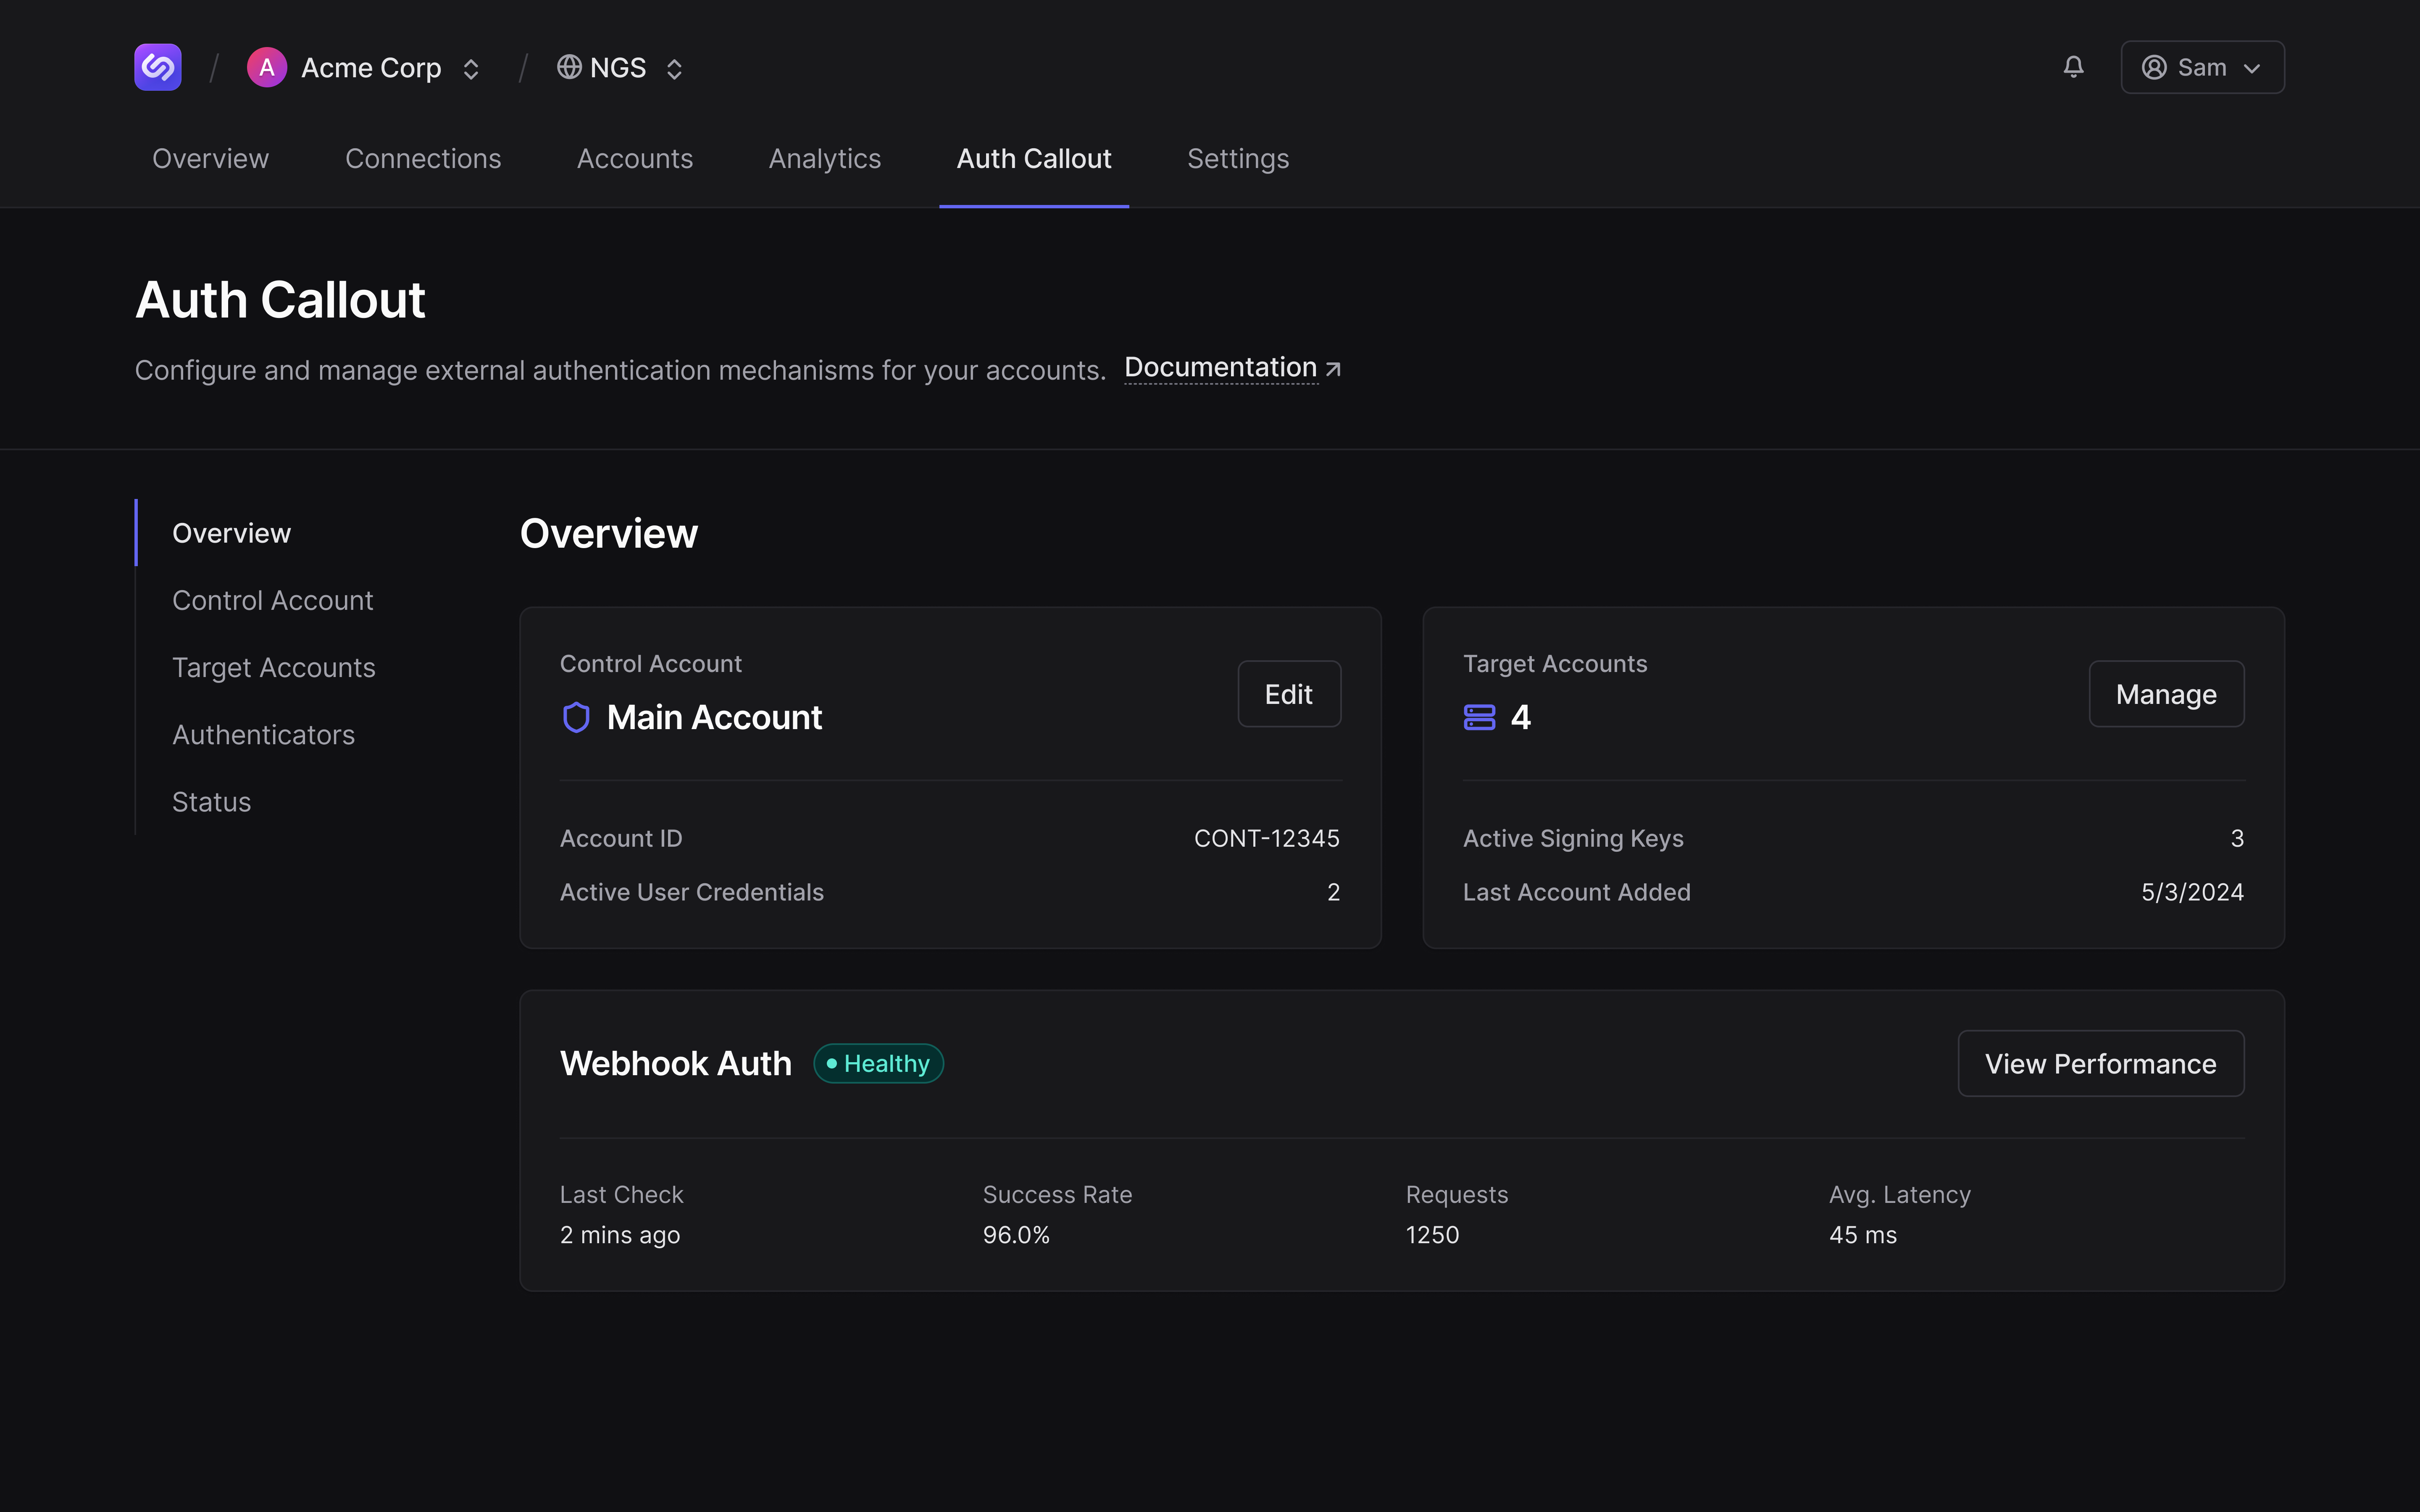 A Acme Corp NGS Sam
Overview Connections Accounts Analytics Auth Callout Settings
Auth Callout
Configure and manage external authentication mechanisms for your accounts. Documentation
Overview
Control Account
Target Accounts
Authenticators
Status
Overview
Control Account
Main Account
Edit
Account ID CONT-12345
Active User Credentials 2
Target Accounts
4
Manage
Active Signing Keys 3
Last Account Added 5/3/2024
Webhook Auth Healthy View Performance
Last Check Success Rate Requests Avg. Latency
2 mins ago 96.0% 1250 45 ms